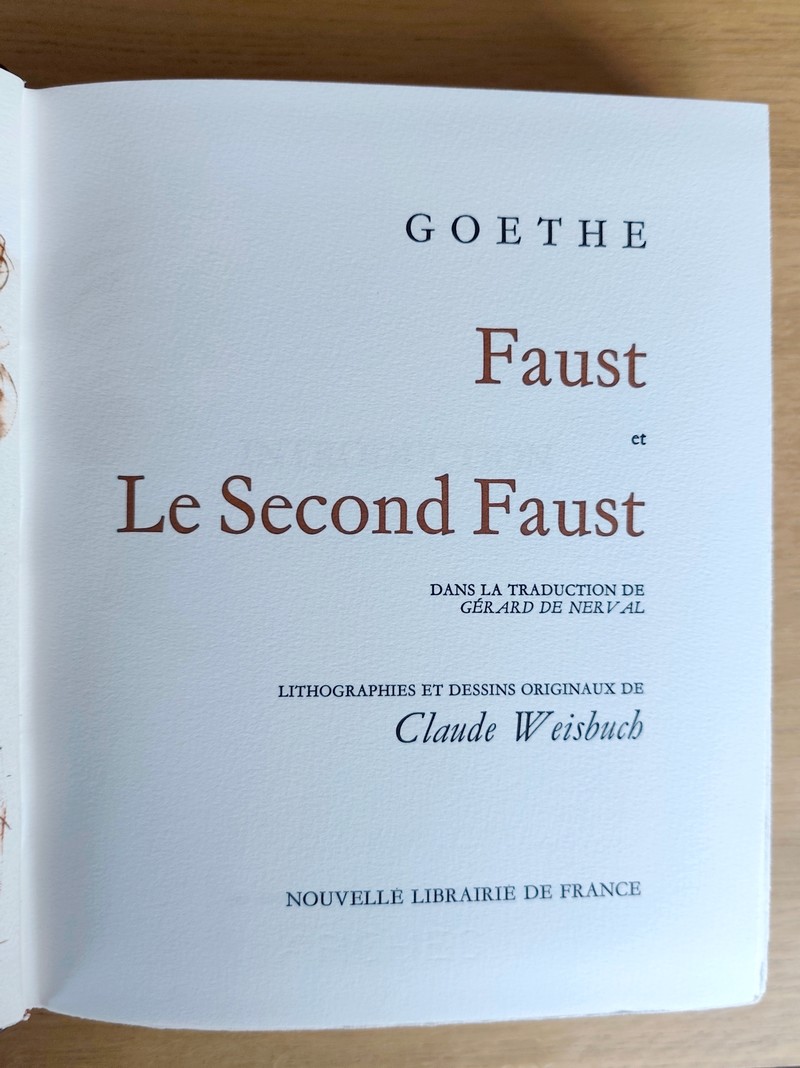 GOETHE
Faust
et
Le Second Faust
DANS LA TRADUCTION DE
GÉRARD DE NERVAL
LITHOGRAPHIES ET DESSINS ORIGINAUX DE
Claude Weisbuch
NOUVELLE LIBRAIRIE DE FRANCE